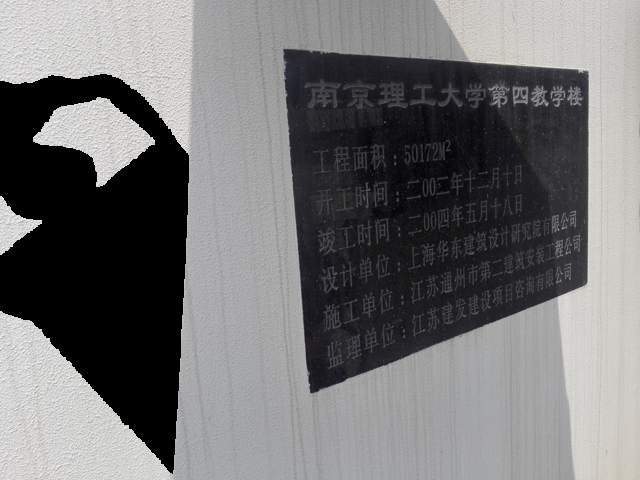 南京理工大学第四教学楼
工程面积：50172M²
开工时间：二00二年十二月十日
竣工时间：二00四年五月十八日
设计单位：上海华东建筑设计研究院有限公司
施工单位：江苏通州市第二建筑安装工程公司
监理单位：江苏建发建设项目咨询有限公司